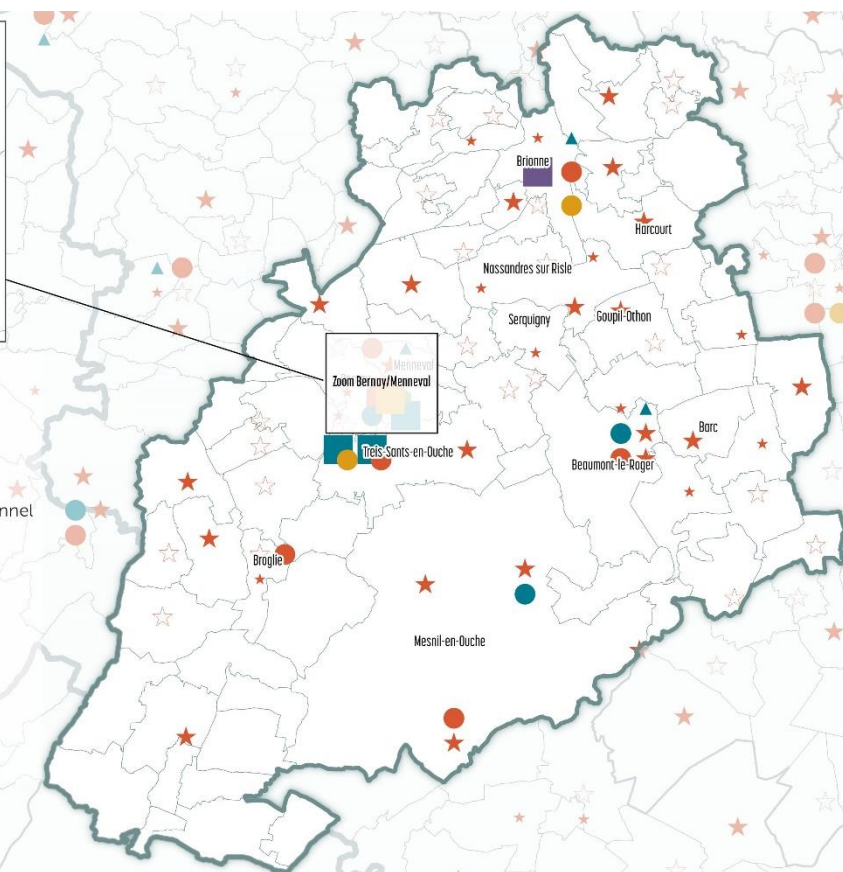 Brionne
Harcourt
Nassandres sur Risle
Serquigny
Goupil-Othon
Menneval
Zoom Bernay/Menneval
Barc
Treis-Sants-en-Ouche
Beaumont-le-Roger
nnel
Broglie
Mesnil-en-Ouche